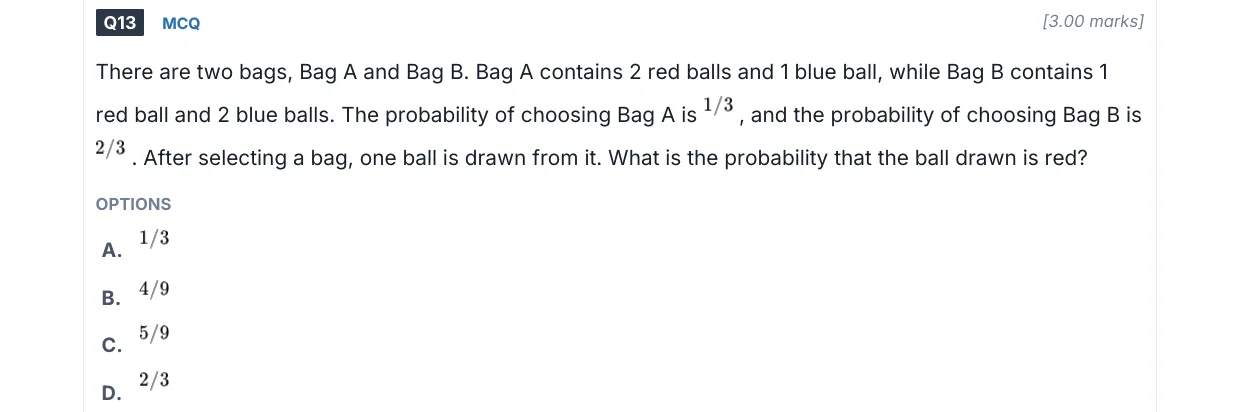 Q13 MCQ [3.00 marks]
There are two bags, Bag A and Bag B. Bag A contains 2 red balls and 1 blue ball, while Bag B contains 1
red ball and 2 blue balls. The probability of choosing Bag A is 1/3 , and the probability of choosing Bag B is
2/3 . After selecting a bag, one ball is drawn from it. What is the probability that the ball drawn is red?
OPTIONS
A. 1/3
B. 4/9
C. 5/9
D. 2/3